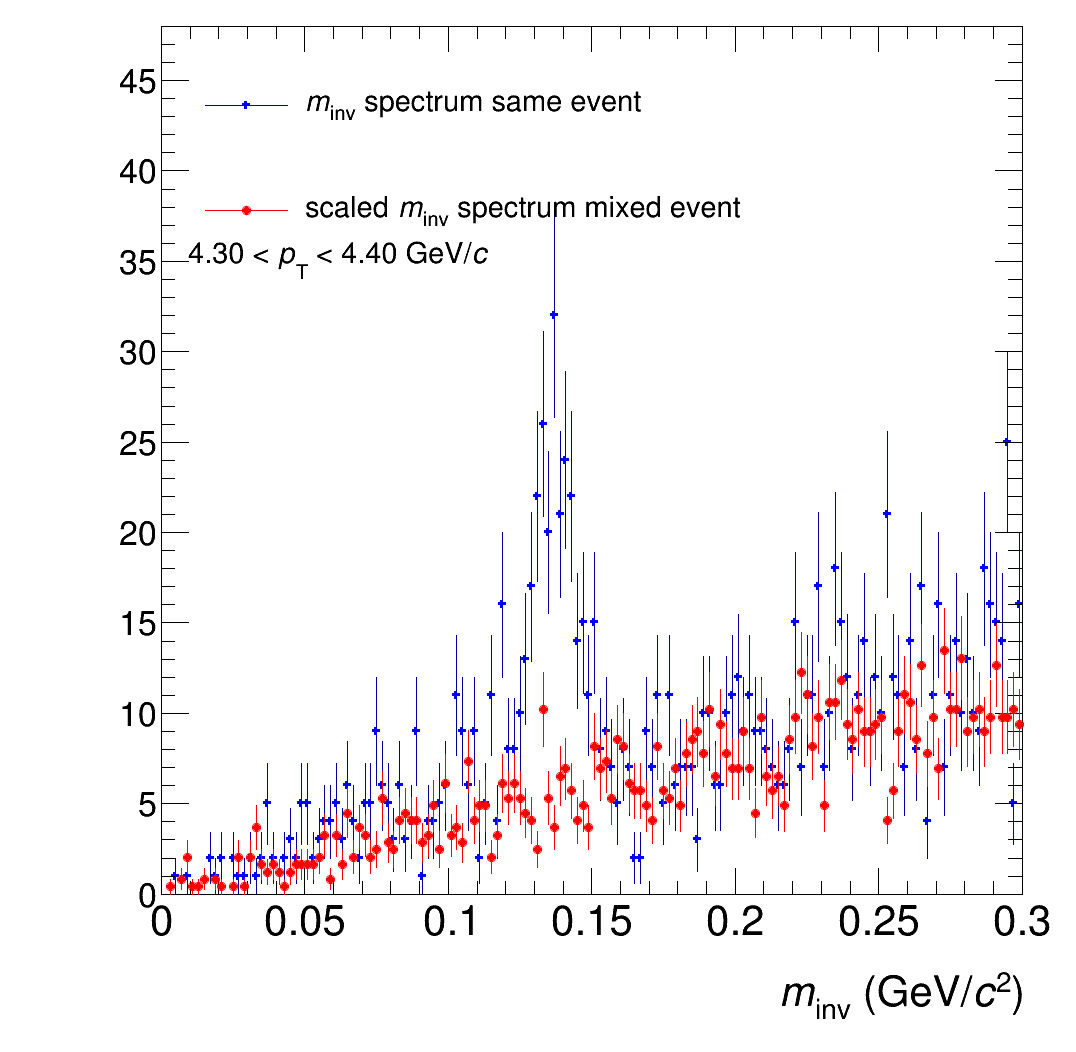 45
m_inv spectrum same event
40
scaled m_inv spectrum mixed event
35
4.30 < p_T < 4.40 GeV/c
30
25
20
15
10
5
0
0 0.05 0.1 0.15 0.2 0.25 0.3
m_inv (GeV/c²)